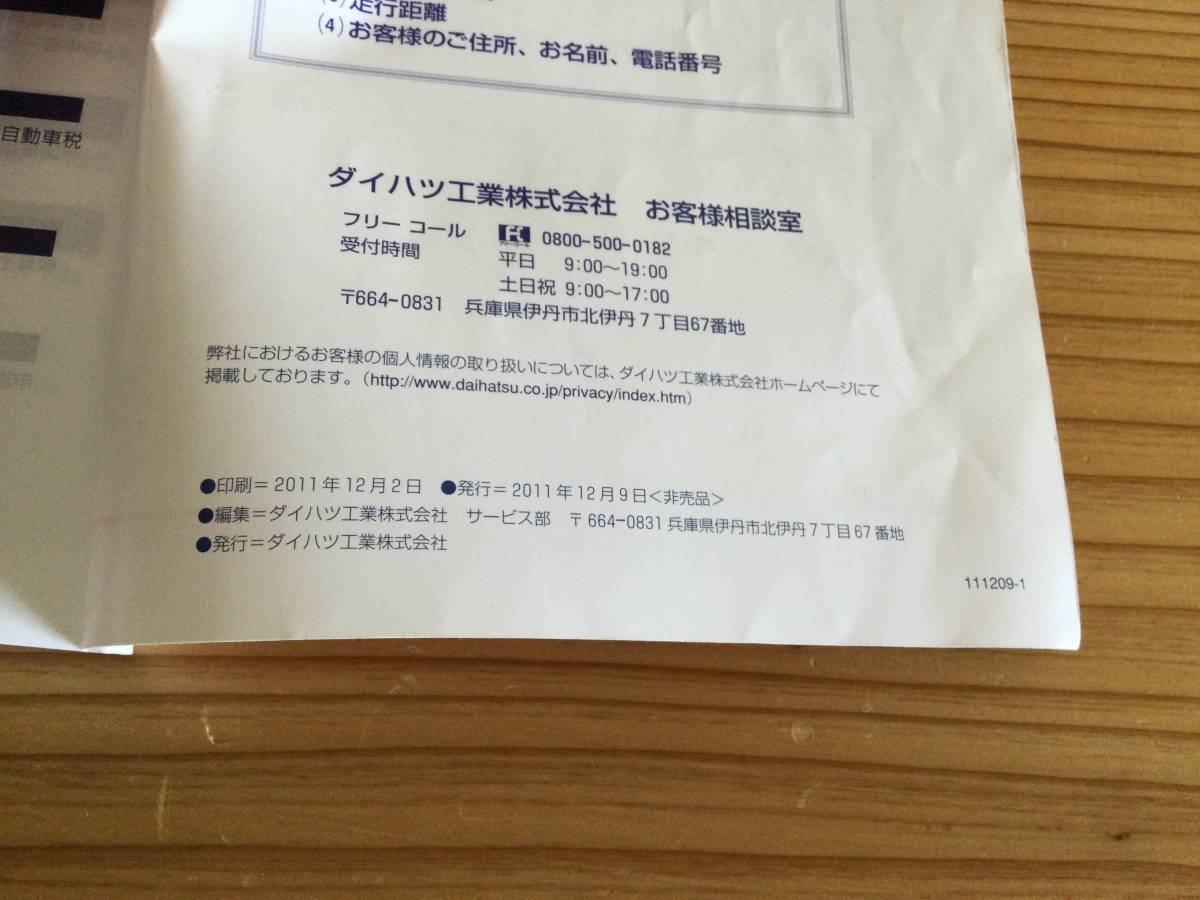 走行距離
(4)お客様のご住所、お名前、電話番号
自動車税
ダイハツ工業株式会社 お客様相談室
フリー コール フリーコール 0800-500-0182
受付時間 平日 9:00〜19:00
土日祝 9:00〜17:00
〒664-0831 兵庫県伊丹市北伊丹7丁目67番地
弊社におけるお客様の個人情報の取り扱いについては、ダイハツ工業株式会社ホームページにて
掲載しております。(http://www.daihatsu.co.jp/privacy/index.htm)
●印刷=2011年12月2日 ●発行=2011年12月9日<非売品>
●編集=ダイハツ工業株式会社 サービス部 〒664-0831 兵庫県伊丹市北伊丹7丁目67番地
●発行=ダイハツ工業株式会社
111209-1